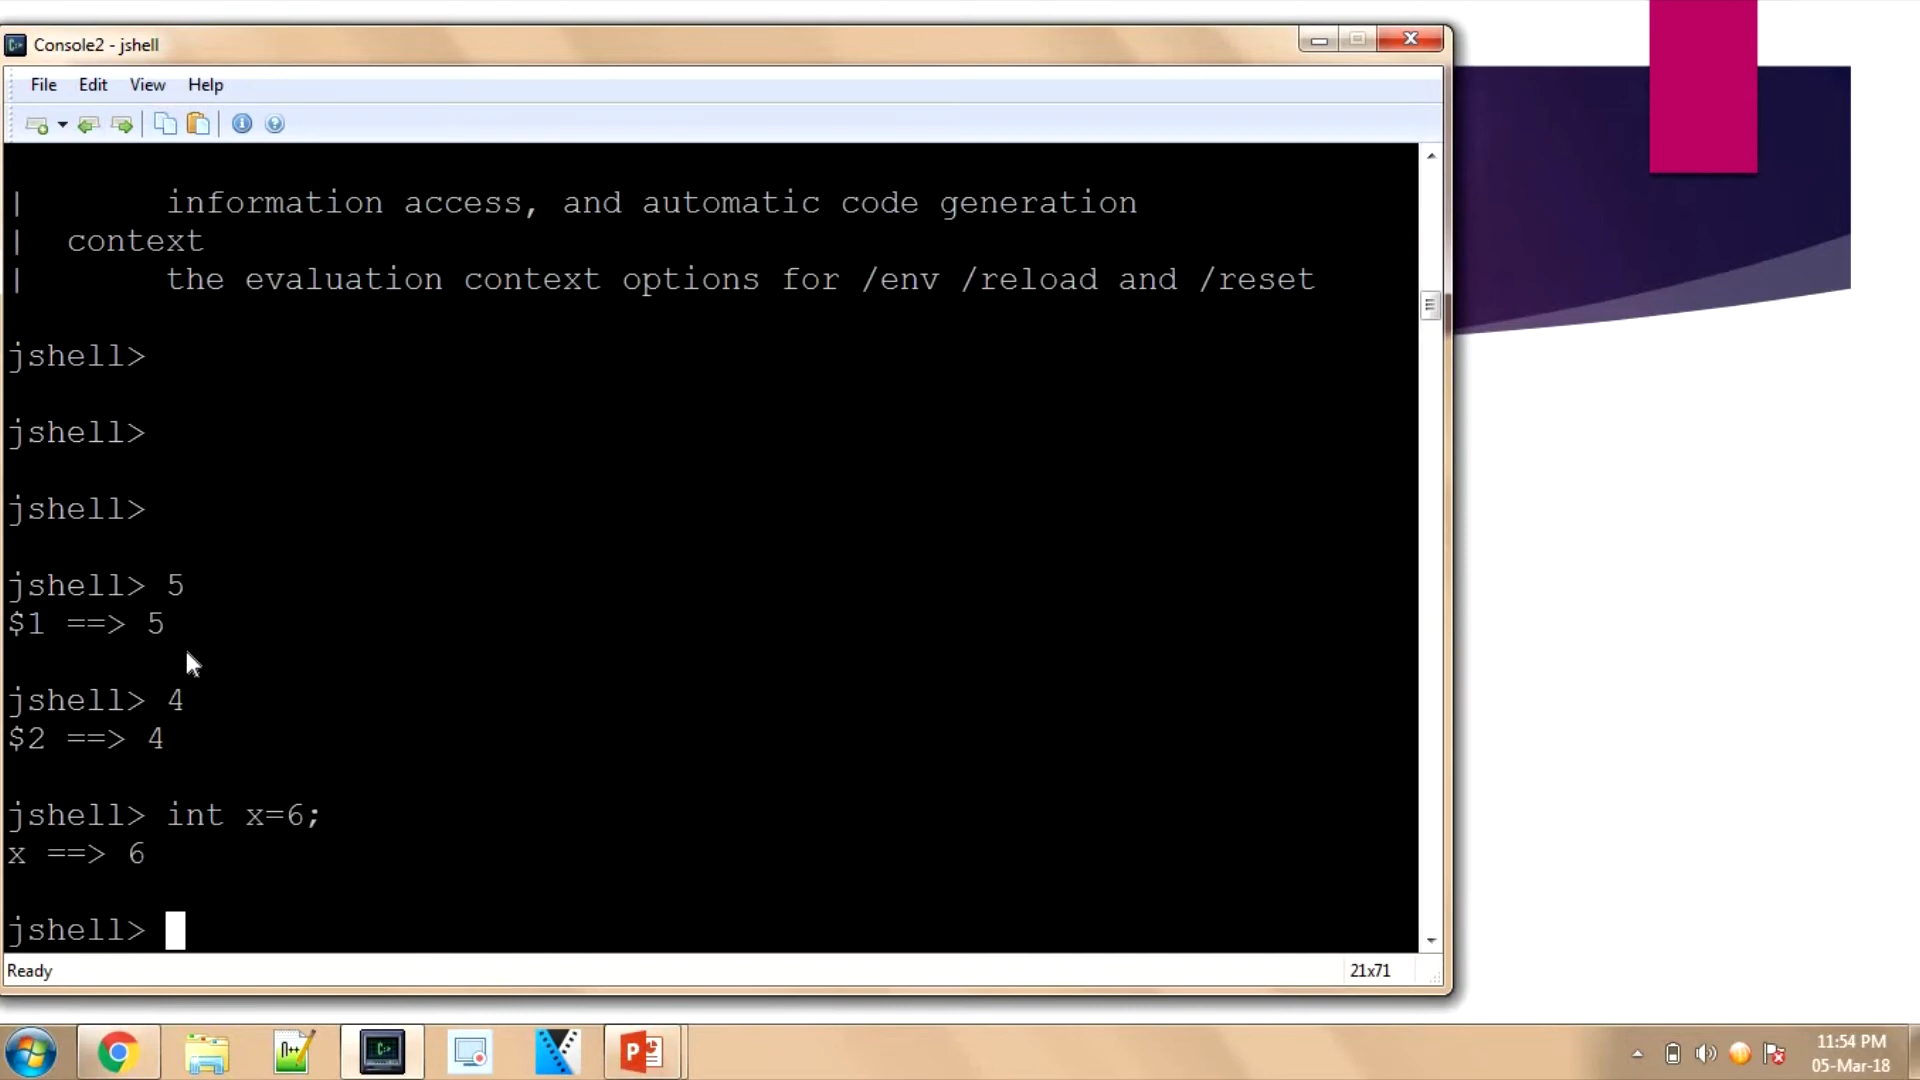 Console2 - jshell
File Edit View Help
| information access, and automatic code generation
| context
| the evaluation context options for /env /reload and /reset
jshell>
jshell>
jshell>
jshell> 5
$1 ==> 5
jshell> 4
$2 ==> 4
jshell> int x=6;
x ==> 6
jshell>
Ready 21x71
11:54 PM
05-Mar-18